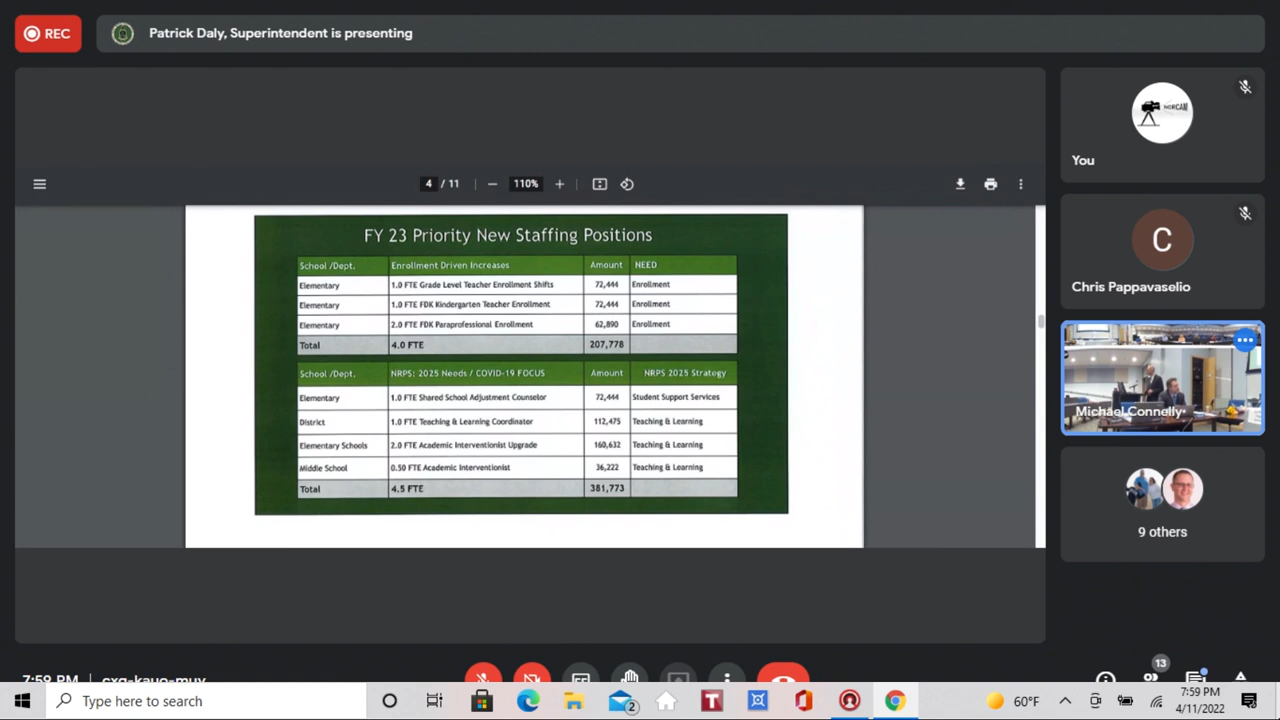 REC
Patrick Daly, Superintendent is presenting
NORCAM
You
4 / 11 110%
C
Chris Pappavaselio
FY 23 Priority New Staffing Positions
School /Dept. Enrollment Driven Increases Amount NEED
Elementary 1.0 FTE Grade Level Teacher Enrollment Shifts 72,444 Enrollment
Elementary 1.0 FTE FDK Kindergarten Teacher Enrollment 72,444 Enrollment
Elementary 2.0 FTE FDK Paraprofessional Enrollment 62,890 Enrollment
Total 4.0 FTE 207,778
School /Dept. NRPS: 2025 Needs / COVID-19 FOCUS Amount NRPS 2025 Strategy
Elementary 1.0 FTE Shared School Adjustment Counselor 72,444 Student Support Services
District 1.0 FTE Teaching & Learning Coordinator 112,475 Teaching & Learning
Elementary Schools 2.0 FTE Academic Interventionist Upgrade 160,632 Teaching & Learning
Middle School 0.50 FTE Academic Interventionist 36,222 Teaching & Learning
Total 4.5 FTE 381,773
Michael Connelly
9 others
7:59 PM cxq-kauo-muy
13
Type here to search
2
60°F
7:59 PM
4/11/2022